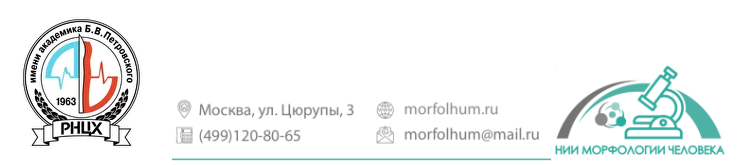 имени академика Б.В.Петровского
1963
РНЦХ
Москва, ул. Цюрупы, 3
morfolhum.ru
(499)120-80-65
morfolhum@mail.ru
НИИ МОРФОЛОГИИ ЧЕЛОВЕКА